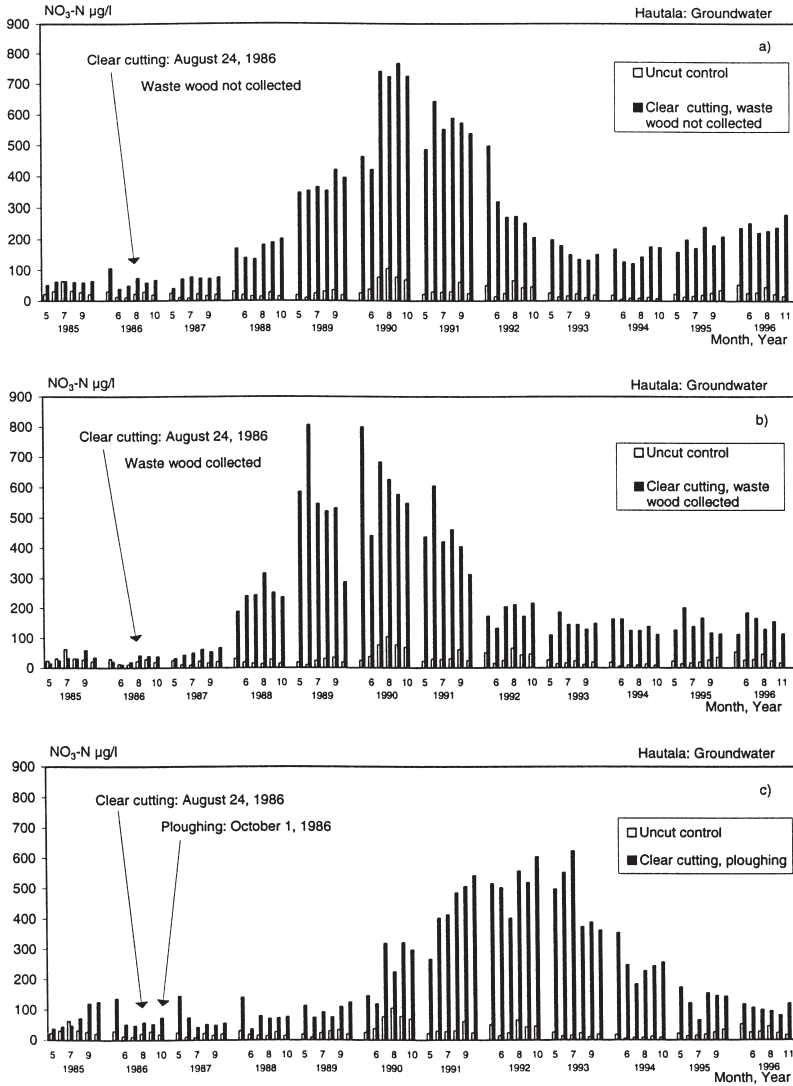 NO₃-N µg/l Hautala: Groundwater
a)
900
800
700
600
500
400
300
200
100
0
Clear cutting: August 24, 1986
Waste wood not collected
Uncut control
Clear cutting, waste
wood not collected
5 7 9 6 8 10 5 7 9 6 8 10 5 7 9 6 8 10 5 7 9 6 8 10 5 7 9 6 8 10 5 7 9 6 8 11
1985 1986 1987 1988 1989 1990 1991 1992 1993 1994 1995 1996
Month, Year
NO₃-N µg/l Hautala: Groundwater
b)
900
800
700
600
500
400
300
200
100
0
Clear cutting: August 24, 1986
Waste wood collected
Uncut control
Clear cutting, waste
wood collected
5 7 9 6 8 10 5 7 9 6 8 10 5 7 9 6 8 10 5 7 9 6 8 10 5 7 9 6 8 10 5 7 9 6 8 10
1985 1986 1987 1988 1989 1990 1991 1992 1993 1994 1995 1996
Month, Year
NO₃-N µg/l Hautala: Groundwater
c)
900
800
700
600
500
400
300
200
100
0
Clear cutting: August 24, 1986
Ploughing: October 1, 1986
Uncut control
Clear cutting, ploughing
5 7 9 6 8 10 5 7 9 6 8 10 5 7 9 6 8 10 5 7 9 6 8 10 5 7 9 6 8 10 5 7 9 6 8 11
1985 1986 1987 1988 1989 1990 1991 1992 1993 1994 1995 1996
Month, Year